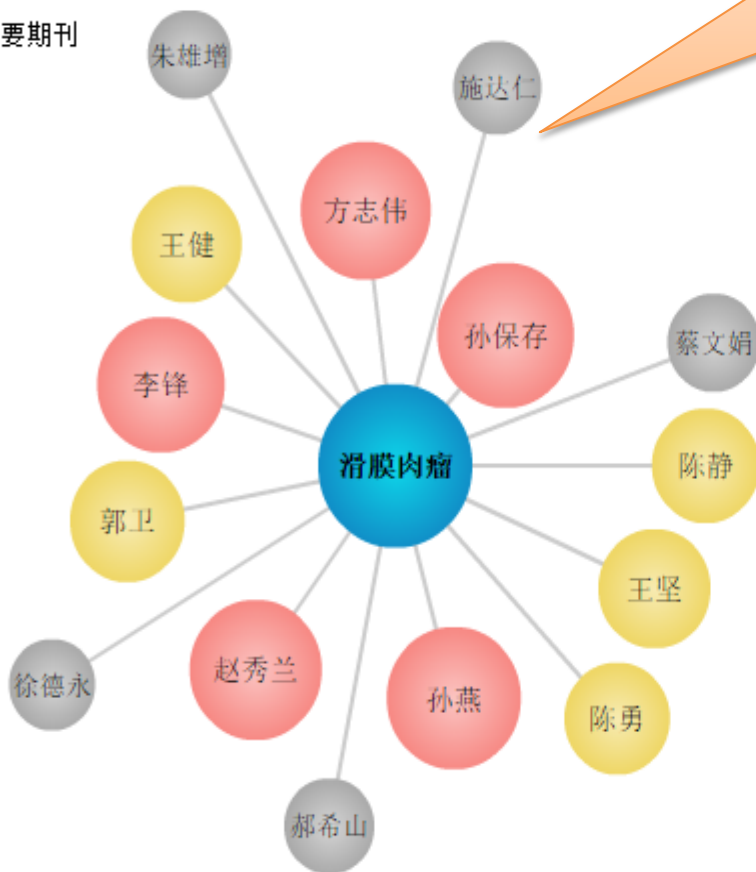 要期刊
朱雄增
施达仁
方志伟
王健
孙保存
蔡文娟
李锋
滑膜肉瘤
陈静
郭卫
王坚
赵秀兰
徐德永
孙燕
陈勇
郝希山